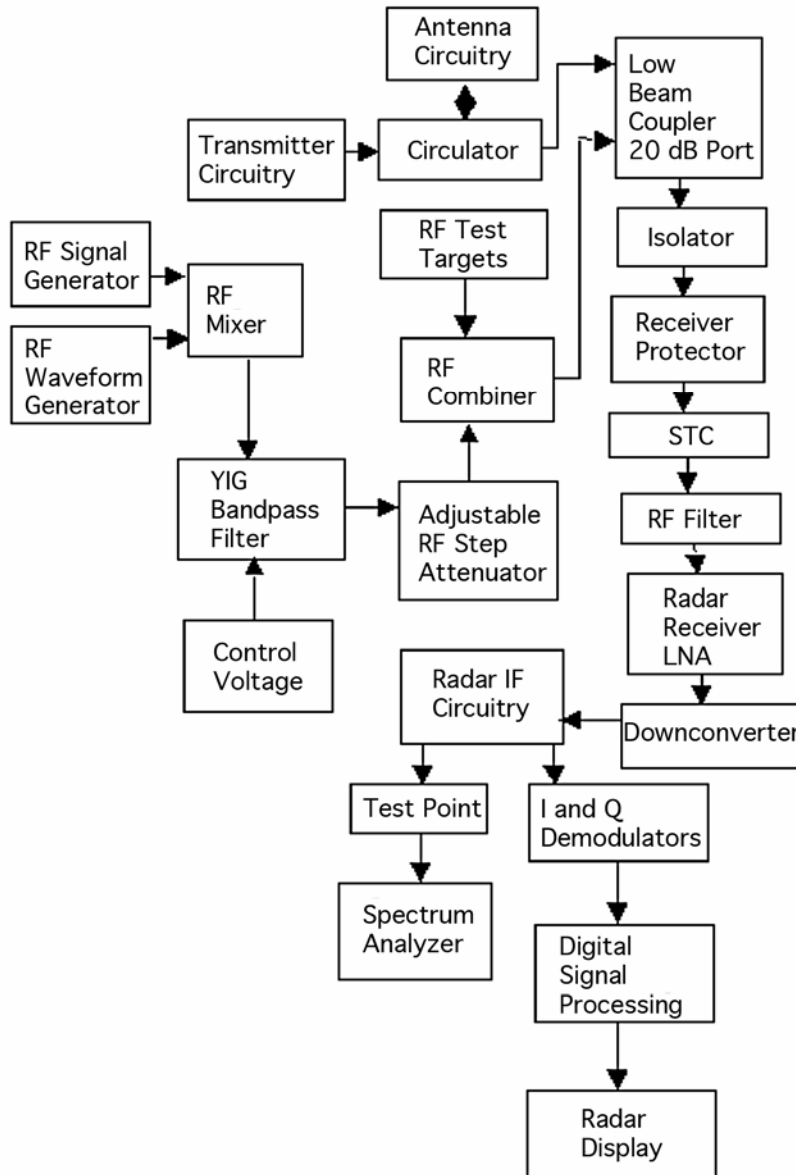 Antenna
Circuitry
Low
Beam
Coupler
20 dB Port
Transmitter
Circuitry
Circulator
RF Test
Targets
Isolator
RF Signal
Generator
RF
Mixer
Receiver
Protector
RF
Waveform
Generator
RF
Combiner
STC
YIG
Bandpass
Filter
Adjustable
RF Step
Attenuator
RF Filter
Radar
Receiver
LNA
Control
Voltage
Radar IF
Circuitry
Downconverter
Test Point
I and Q
Demodulators
Spectrum
Analyzer
Digital
Signal
Processing
Radar
Display